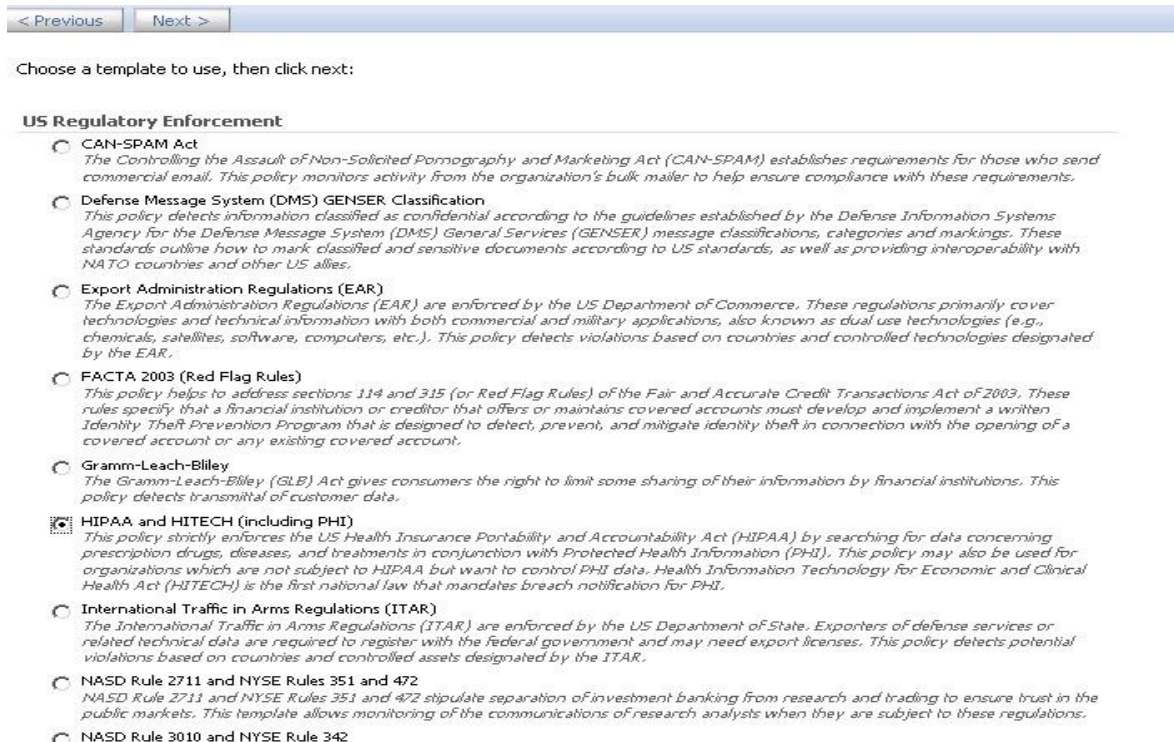 < Previous
Next >
Choose a template to use, then click next:
US Regulatory Enforcement
CAN-SPAM Act
The Controlling the Assault of Non-Solicited Pornography and Marketing Act (CAN-SPAM) establishes requirements for those who send
commercial email. This policy monitors activity from the organization's bulk mailer to help ensure compliance with these requirements.
Defense Message System (DMS) GENSER Classification
This policy detects information classified as confidential according to the guidelines established by the Defense Information Systems
Agency for the Defense Message System (DMS) General Services (GENSER) message classifications, categories and markings. These
standards outline how to mark classified and sensitive documents according to US standards, as well as providing interoperability with
NATO countries and other US allies.
Export Administration Regulations (EAR)
The Export Administration Regulations (EAR) are enforced by the US Department of Commerce. These regulations primarily cover
technologies and technical information with both commercial and military applications, also known as dual use technologies (e.g.,
chemicals, satellites, software, computers, etc.). This policy detects violations based on countries and controlled technologies designated
by the EAR.
FACTA 2003 (Red Flag Rules)
This policy helps to address sections 114 and 315 (or Red Flag Rules) of the Fair and Accurate Credit Transactions Act of 2003. These
rules specify that a financial institution or creditor that offers or maintains covered accounts must develop and implement a written
Identity Theft Prevention Program that is designed to detect, prevent, and mitigate identity theft in connection with the opening of a
covered account or any existing covered account.
Gramm-Leach-Bliley
The Gramm-Leach-Bliley (GLB) Act gives consumers the right to limit some sharing of their information by financial institutions. This
policy detects transmittal of customer data.
HIPAA and HITECH (including PHI)
This policy strictly enforces the US Health Insurance Portability and Accountability Act (HIPAA) by searching for data concerning
prescription drugs, diseases, and treatments in conjunction with Protected Health Information (PHI). This policy may also be used for
organizations which are not subject to HIPAA but want to control PHI data. Health Information Technology for Economic and Clinical
Health Act (HITECH) is the first national law that mandates breach notification for PHI.
International Traffic in Arms Regulations (ITAR)
The International Traffic in Arms Regulations (ITAR) are enforced by the US Department of State. Exporters of defense services or
related technical data are required to register with the federal government and may need export licenses. This policy detects potential
violations based on countries and controlled assets designated by the ITAR.
NASD Rule 2711 and NYSE Rules 351 and 472
NASD Rule 2711 and NYSE Rules 351 and 472 stipulate separation of investment banking from research and trading to ensure trust in the
public markets. This template allows monitoring of the communications of research analysts when they are subject to these regulations.
NASD Rule 3010 and NYSE Rule 342